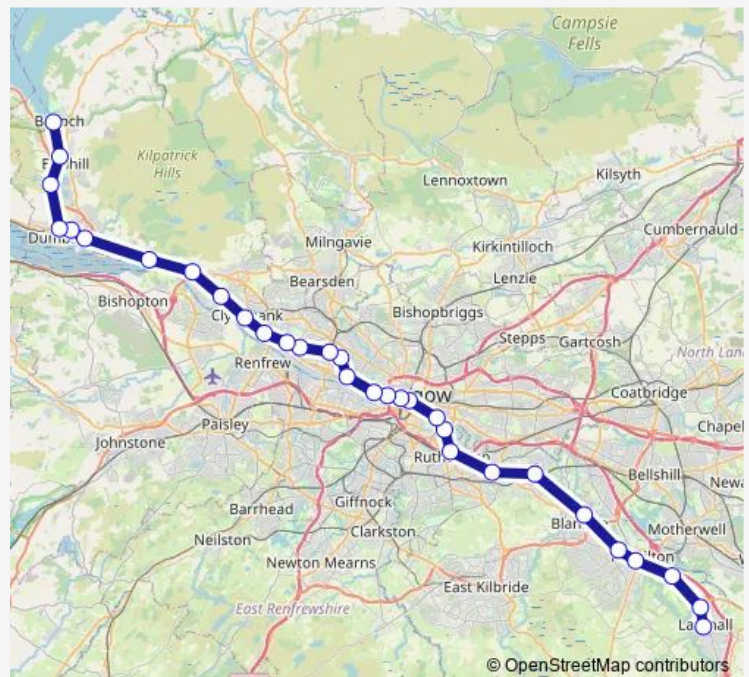 Campsie
Fells
Kilpatrick
Hills
Lennoxtown
Kilsyth
Milngavie
Kirkintilloch
Cumbernauld
Bishopton
Bearsden
Lenzie
Bishopbriggs
Stepps
Gartcosh
Renfrew
North Lan
Coatbridge
Paisley
Chapel
Johnstone
Bellshill
Giffnock
Barrhead
Clarkston
Motherwell
Neilston
Newton Mearns
East Kilbride
East Renfrewshire
© OpenStreetMap contributors